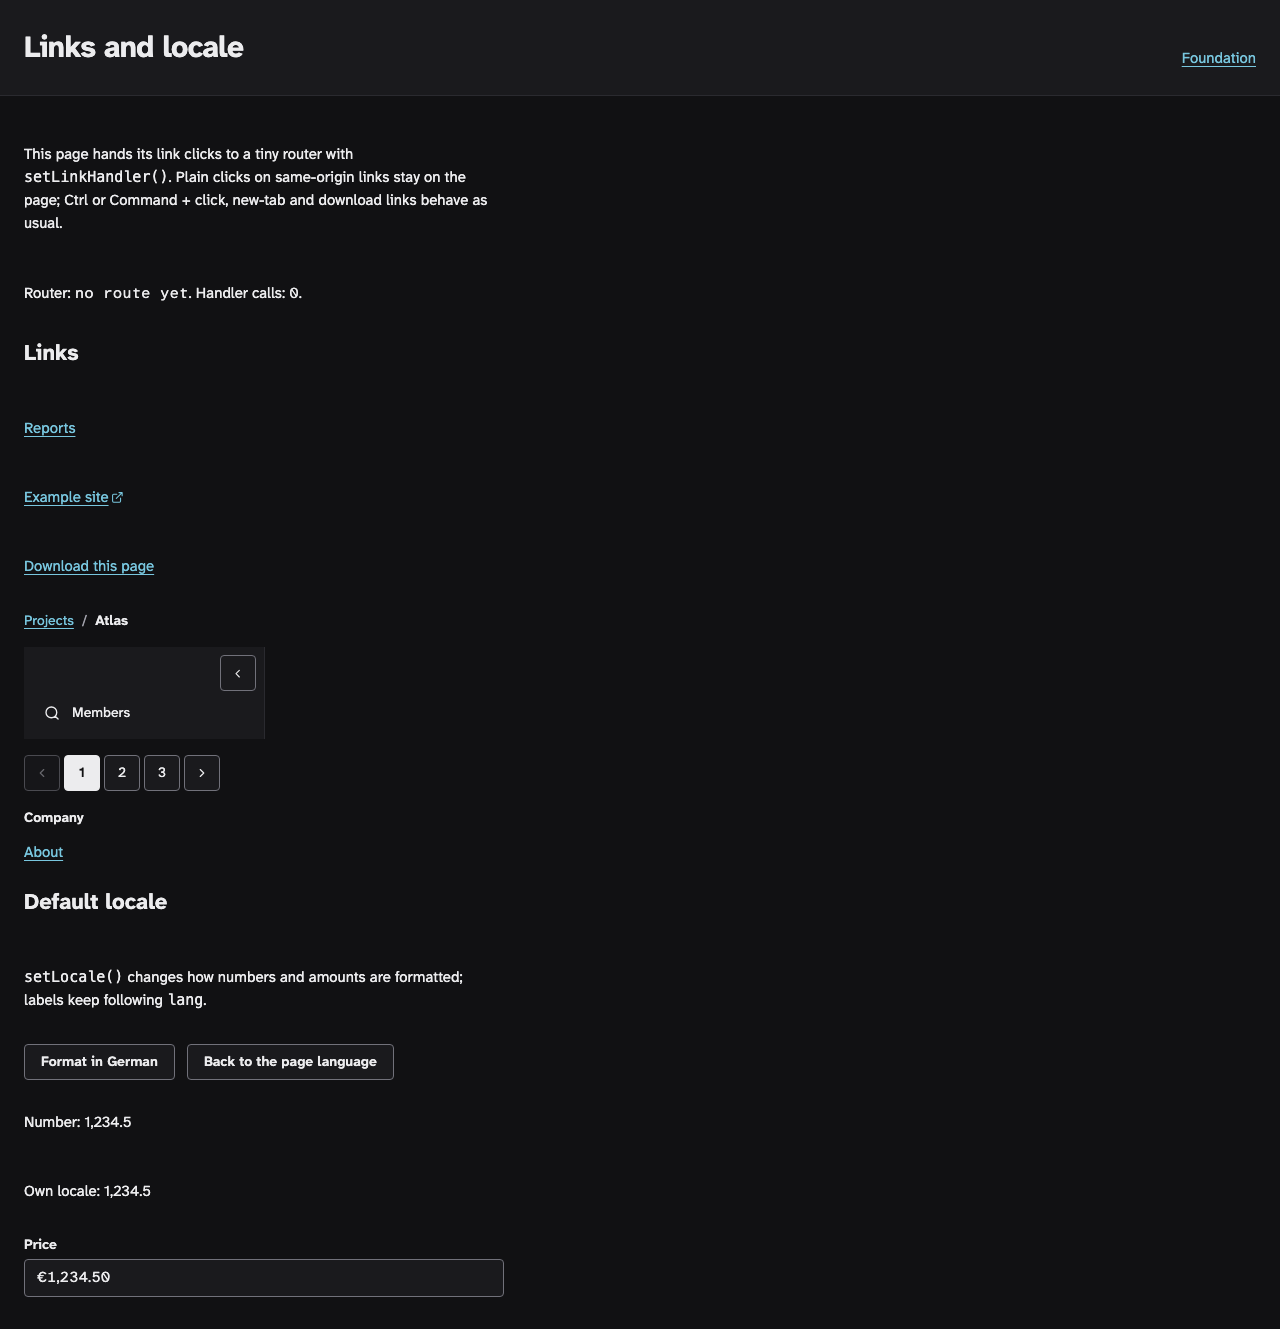 Links and locale
Foundation
This page hands its link clicks to a tiny router with
setLinkHandler(). Plain clicks on same-origin links stay on the
page; Ctrl or Command + click, new-tab and download links behave as
usual.
Router: no route yet. Handler calls: 0.
Links
Reports
Example site
Download this page
Projects / Atlas
Members
1 2 3
Company
About
Default locale
setLocale() changes how numbers and amounts are formatted;
labels keep following lang.
Format in German Back to the page language
Number: 1,234.5
Own locale: 1,234.5
Price
€1,234.50